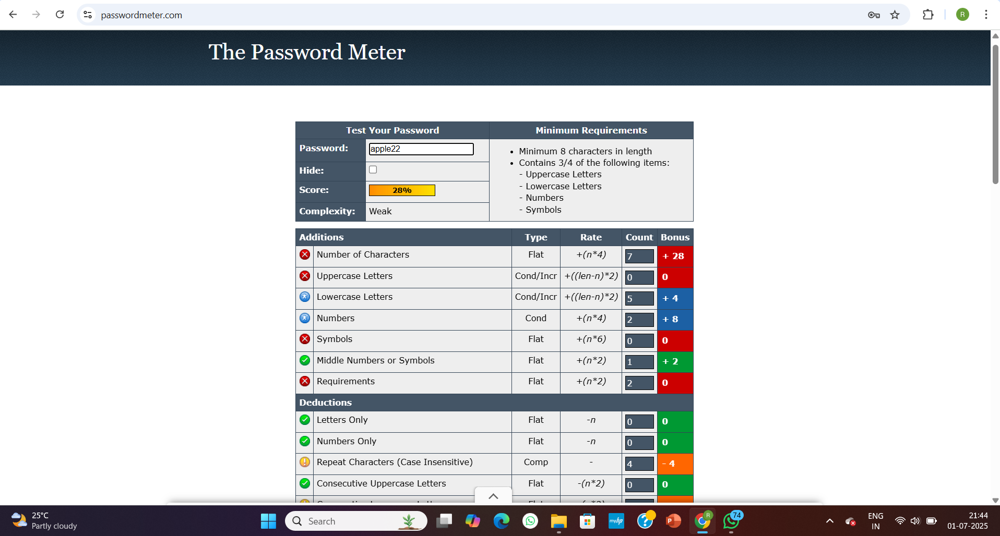 passwordmeter.com
R
The Password Meter
Test Your Password
Minimum Requirements
Password:
apple22
Hide:
Score:
28%
Complexity:
Weak
• Minimum 8 characters in length
• Contains 3/4 of the following items:
- Uppercase Letters
- Lowercase Letters
- Numbers
- Symbols
Additions Type Rate Count Bonus
Number of Characters Flat +(n*4) 7 + 28
Uppercase Letters Cond/Incr +((len-n)*2) 0 0
Lowercase Letters Cond/Incr +((len-n)*2) 5 + 4
Numbers Cond +(n*4) 2 + 8
Symbols Flat +(n*6) 0 0
Middle Numbers or Symbols Flat +(n*2) 1 + 2
Requirements Flat +(n*2) 2 0
Deductions
Letters Only Flat -n 0 0
Numbers Only Flat -n 0 0
Repeat Characters (Case Insensitive) Comp - 4 - 4
Consecutive Uppercase Letters Flat -(n*2) 0 0
25°C
Partly cloudy
Search
myhp
P
R
74
ENG
IN
21:44
01-07-2025